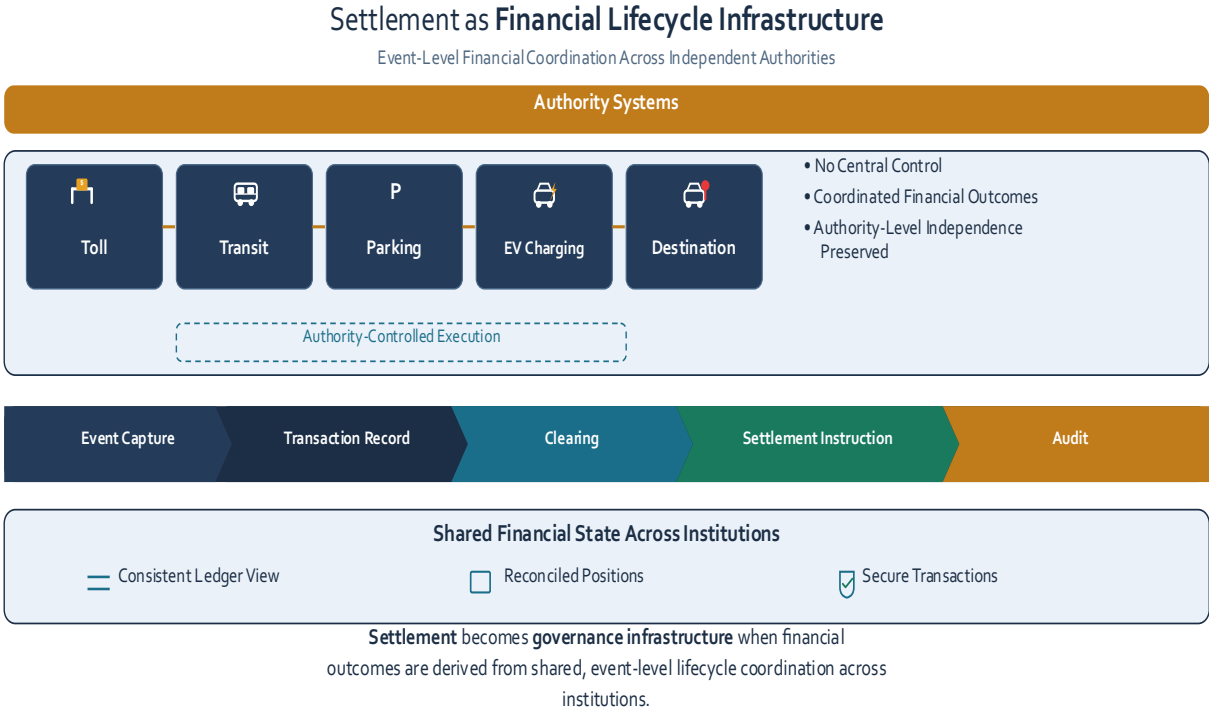 Settlement as Financial Lifecycle Infrastructure
Event-Level Financial Coordination Across Independent Authorities
Authority Systems
Toll
Transit
P
Parking
EV Charging
Destination
• No Central Control
• Coordinated Financial Outcomes
• Authority-Level Independence
Preserved
Authority-Controlled Execution
Event Capture
Transaction Record
Clearing
Settlement Instruction
Audit
Shared Financial State Across Institutions
Consistent Ledger View
Reconciled Positions
Secure Transactions
Settlement becomes governance infrastructure when financial
outcomes are derived from shared, event-level lifecycle coordination across
institutions.